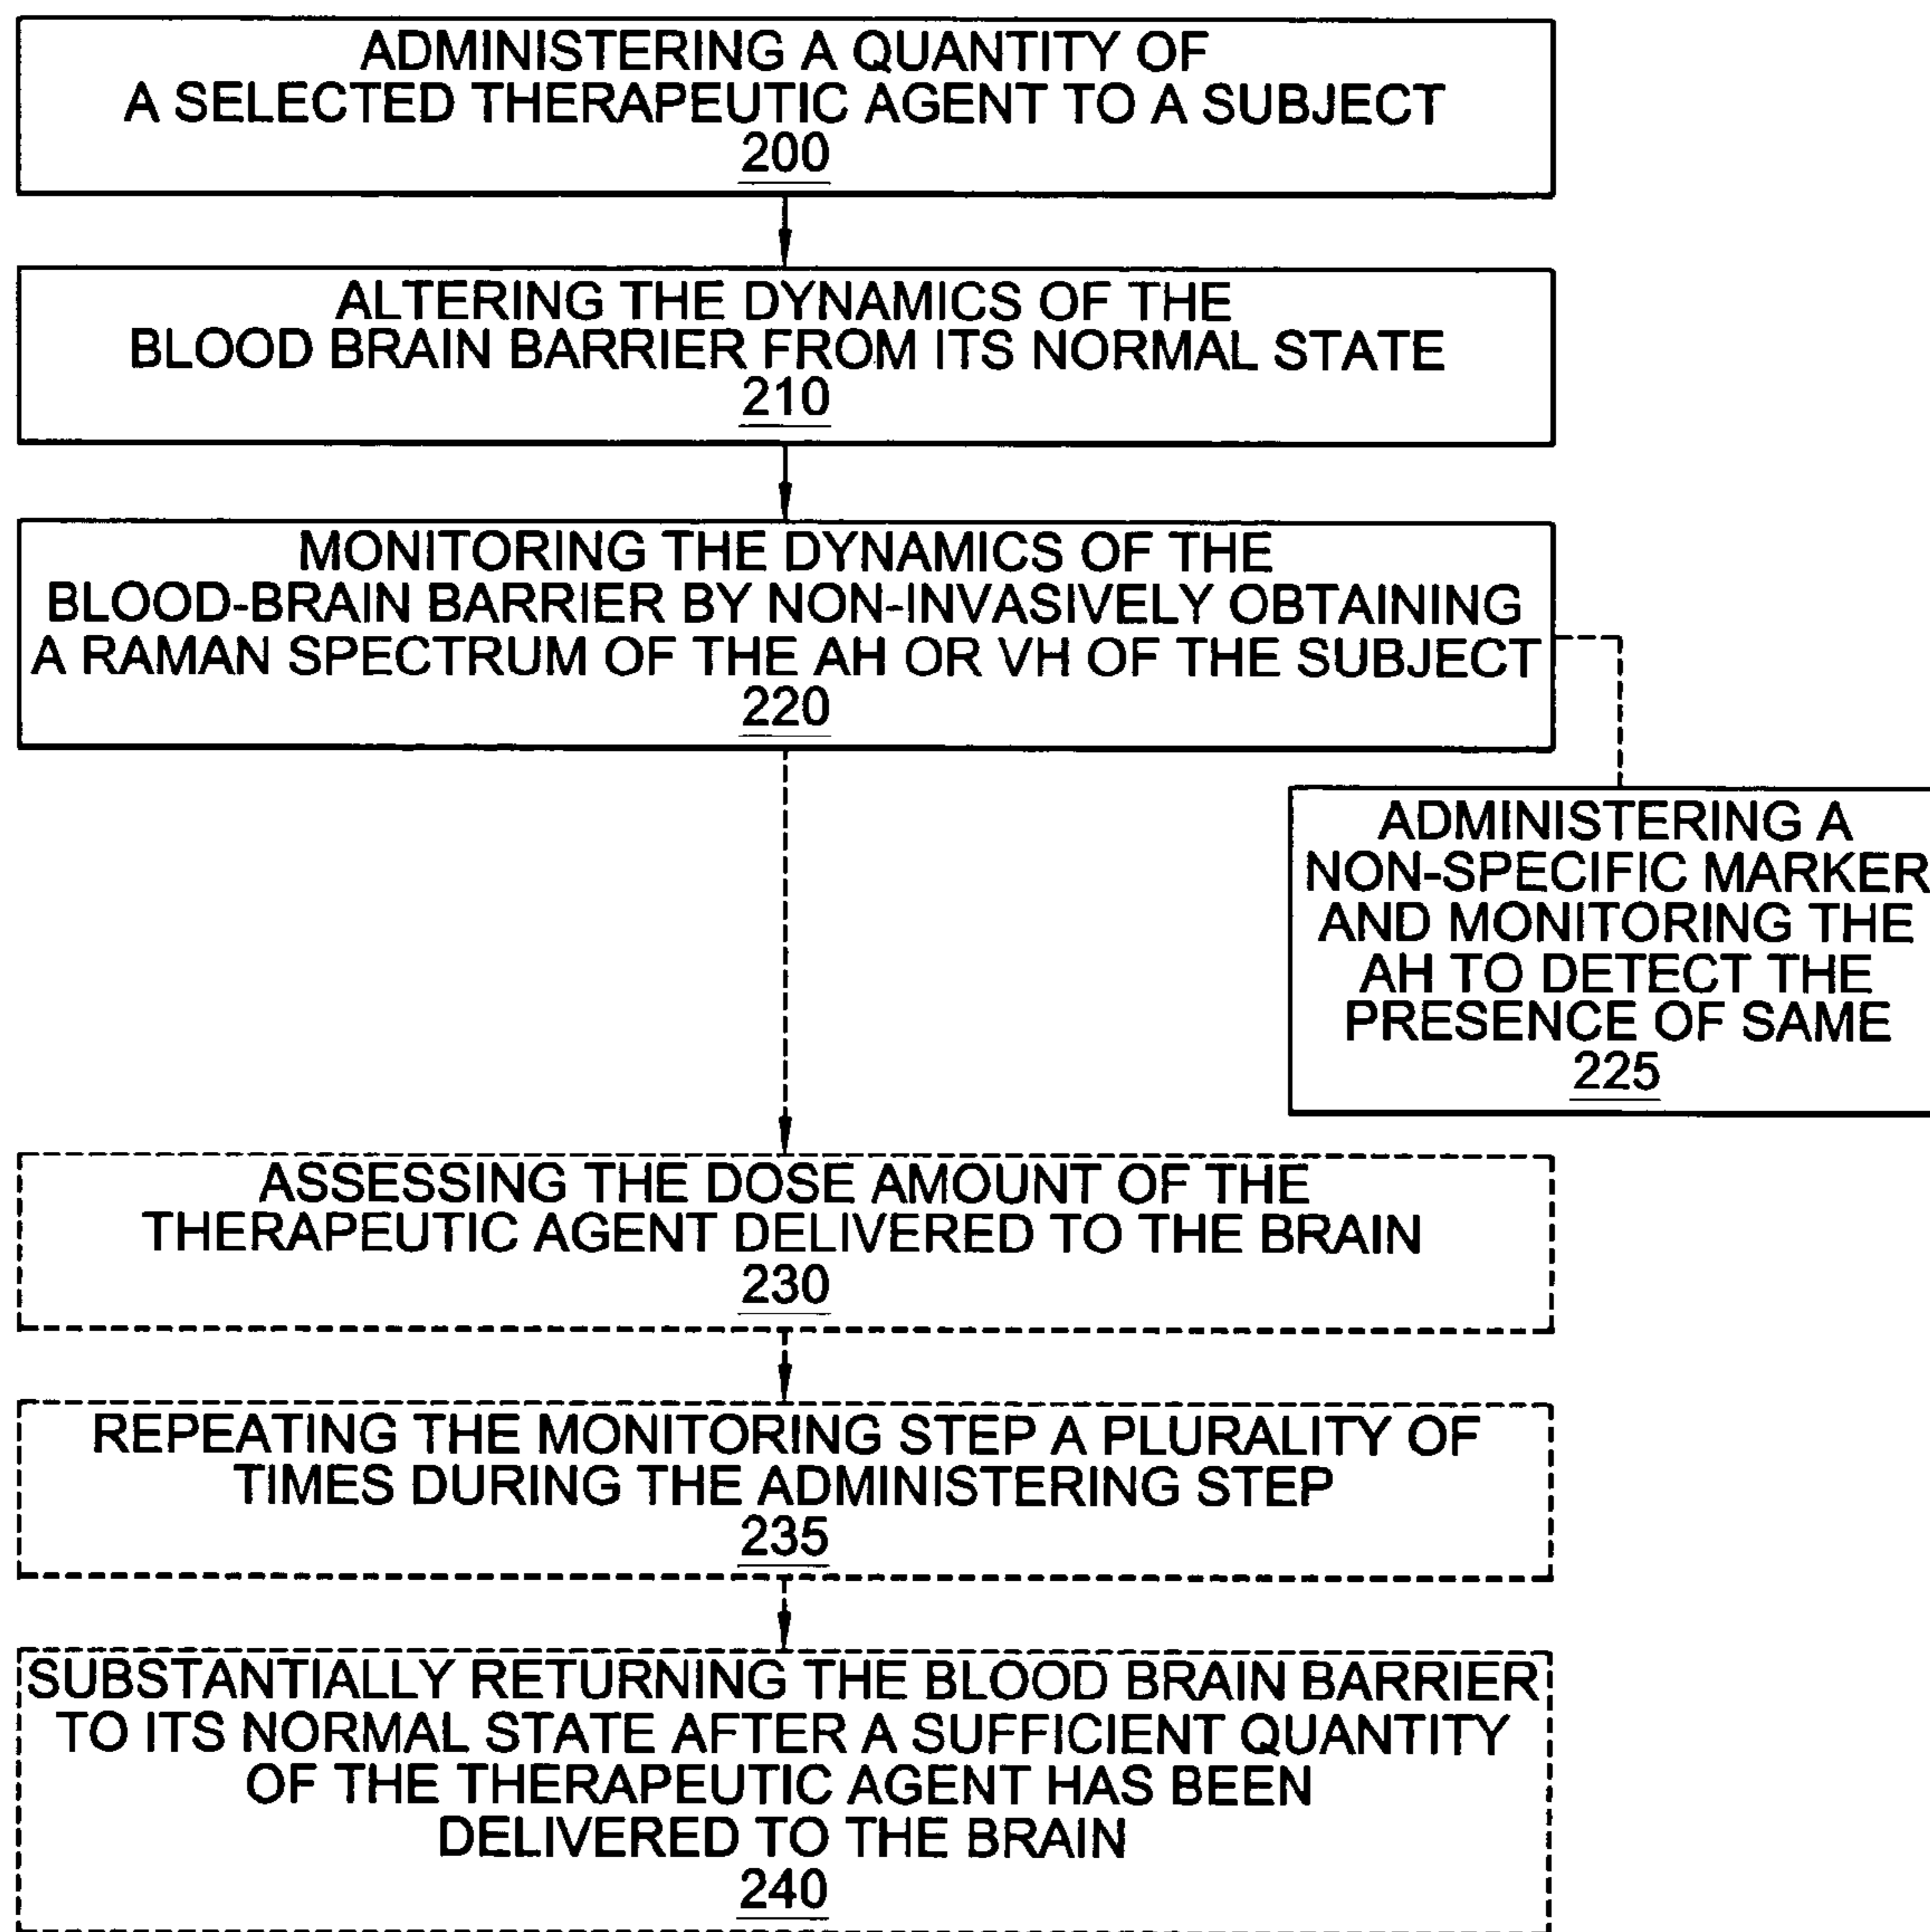 ADMINISTERING A QUANTITY OF
A SELECTED THERAPEUTIC AGENT TO A SUBJECT
200
ALTERING THE DYNAMICS OF THE
BLOOD BRAIN BARRIER FROM ITS NORMAL STATE
210
MONITORING THE DYNAMICS OF THE
BLOOD-BRAIN BARRIER BY NON-INVASIVELY OBTAINING
A RAMAN SPECTRUM OF THE AH OR VH OF THE SUBJECT
220
ADMINISTERING A
NON-SPECIFIC MARKER
AND MONITORING THE
AH TO DETECT THE
PRESENCE OF SAME
225
ASSESSING THE DOSE AMOUNT OF THE
THERAPEUTIC AGENT DELIVERED TO THE BRAIN
230
REPEATING THE MONITORING STEP A PLURALITY OF
TIMES DURING THE ADMINISTERING STEP
235
SUBSTANTIALLY RETURNING THE BLOOD BRAIN BARRIER
TO ITS NORMAL STATE AFTER A SUFFICIENT QUANTITY
OF THE THERAPEUTIC AGENT HAS BEEN
DELIVERED TO THE BRAIN
240